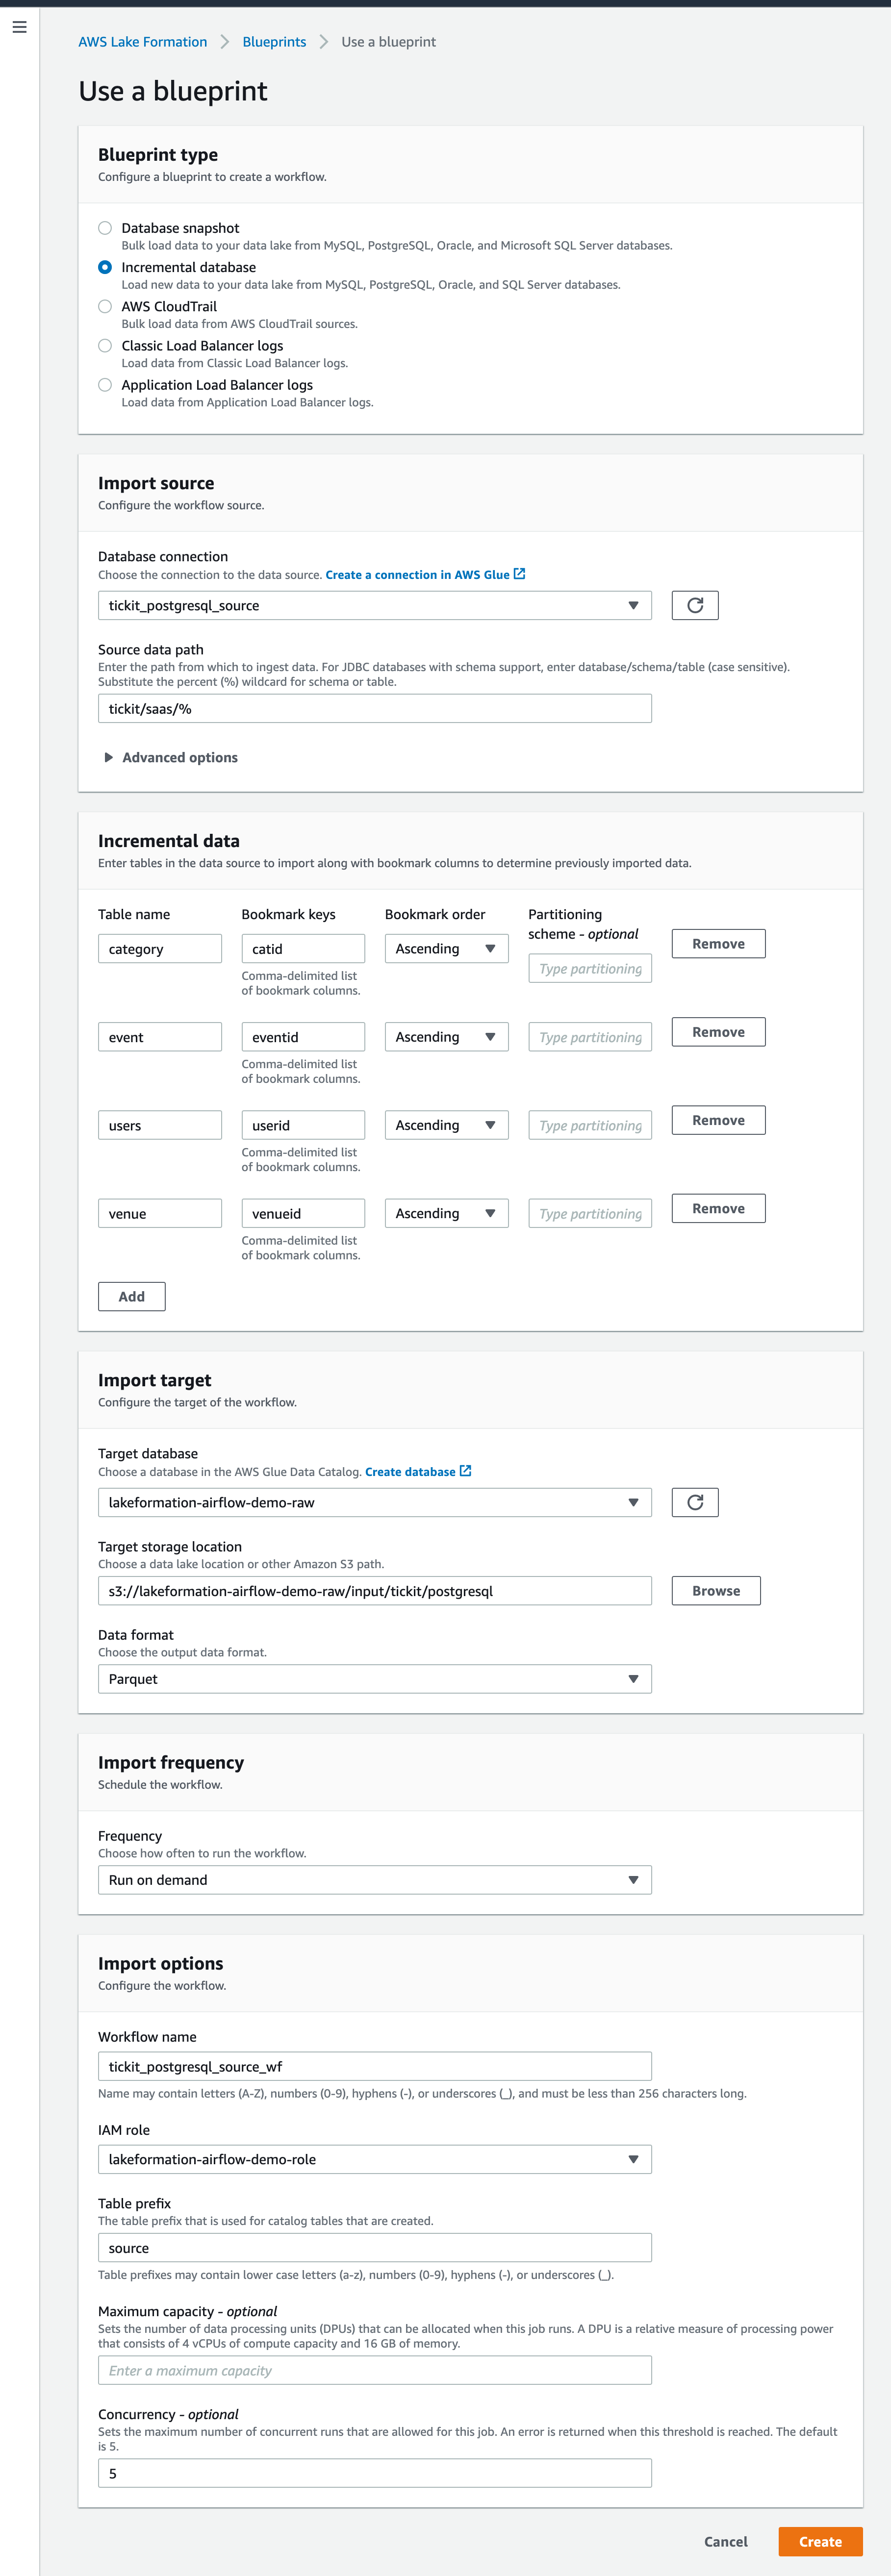 AWS Lake Formation > Blueprints > Use a blueprint
Use a blueprint
Blueprint type
Configure a blueprint to create a workflow.
Database snapshot
Bulk load data to your data lake from MySQL, PostgreSQL, Oracle, and Microsoft SQL Server databases.
Incremental database
Load new data to your data lake from MySQL, PostgreSQL, Oracle, and SQL Server databases.
AWS CloudTrail
Bulk load data from AWS CloudTrail sources.
Classic Load Balancer logs
Load data from Classic Load Balancer logs.
Application Load Balancer logs
Load data from Application Load Balancer logs.
Import source
Configure the workflow source.
Database connection
Choose the connection to the data source. Create a connection in AWS Glue
tickit_postgresql_source
Source data path
Enter the path from which to ingest data. For JDBC databases with schema support, enter database/schema/table (case sensitive).
Substitute the percent (%) wildcard for schema or table.
tickit/saas/%
Advanced options
Incremental data
Enter tables in the data source to import along with bookmark columns to determine previously imported data.
Table name Bookmark keys Bookmark order Partitioning
scheme - optional
category catid Ascending Type partitioning Remove
Comma-delimited list
of bookmark columns.
event eventid Ascending Type partitioning Remove
Comma-delimited list
of bookmark columns.
users userid Ascending Type partitioning Remove
Comma-delimited list
of bookmark columns.
venue venueid Ascending Type partitioning Remove
Comma-delimited list
of bookmark columns.
Add
Import target
Configure the target of the workflow.
Target database
Choose a database in the AWS Glue Data Catalog. Create database
lakeformation-airflow-demo-raw
Target storage location
Choose a data lake location or other Amazon S3 path.
s3://lakeformation-airflow-demo-raw/input/tickit/postgresql Browse
Data format
Choose the output data format.
Parquet
Import frequency
Schedule the workflow.
Frequency
Choose how often to run the workflow.
Run on demand
Import options
Configure the workflow.
Workflow name
tickit_postgresql_source_wf
Name may contain letters (A-Z), numbers (0-9), hyphens (-), or underscores (_), and must be less than 256 characters long.
IAM role
lakeformation-airflow-demo-role
Table prefix
The table prefix that is used for catalog tables that are created.
source
Table prefixes may contain lower case letters (a-z), numbers (0-9), hyphens (-), or underscores (_).
Maximum capacity - optional
Sets the number of data processing units (DPUs) that can be allocated when this job runs. A DPU is a relative measure of processing power
that consists of 4 vCPUs of compute capacity and 16 GB of memory.
Enter a maximum capacity
Concurrency - optional
Sets the maximum number of concurrent runs that are allowed for this job. An error is returned when this threshold is reached. The default
is 5.
5
Cancel Create